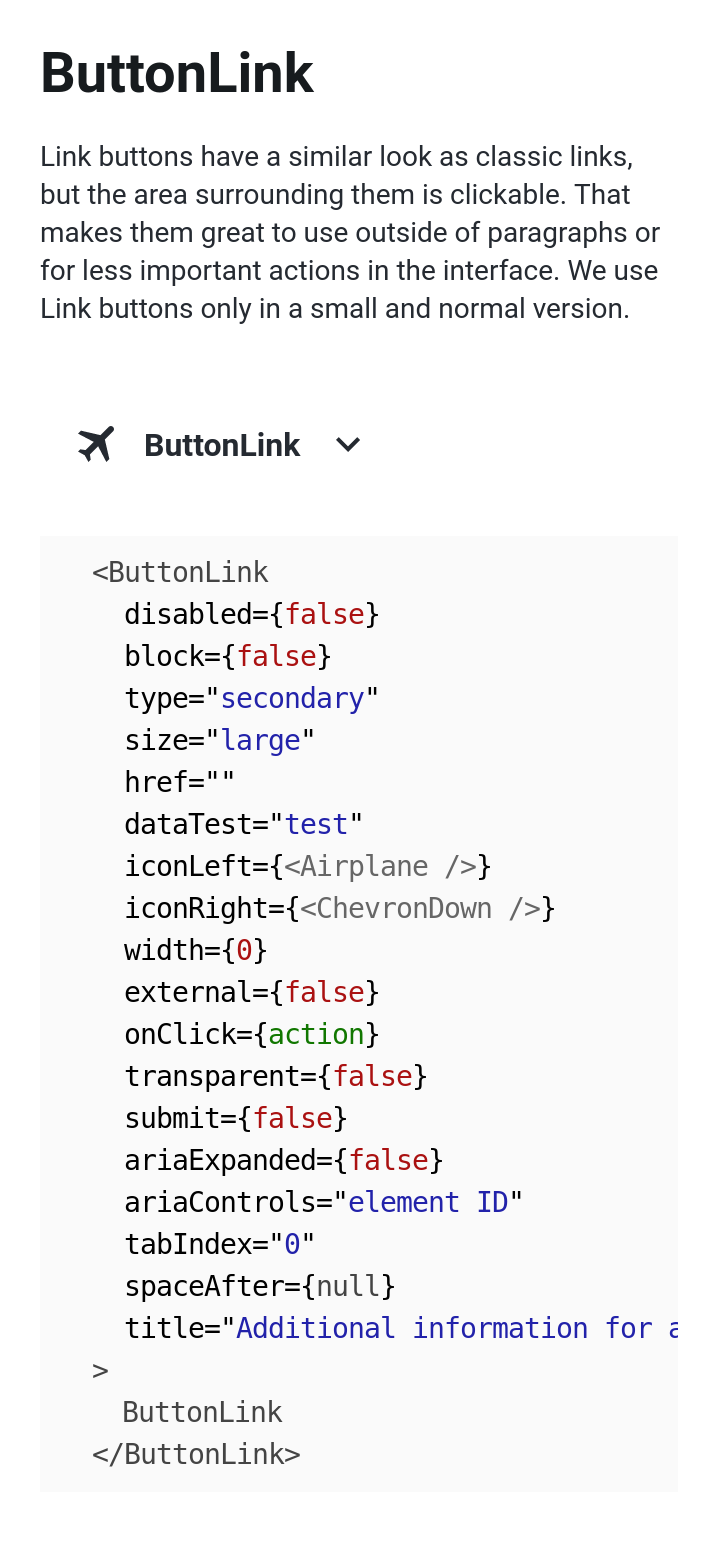 ButtonLink
Link buttons have a similar look as classic links,
but the area surrounding them is clickable. That
makes them great to use outside of paragraphs or
for less important actions in the interface. We use
Link buttons only in a small and normal version.
ButtonLink
<ButtonLink
disabled={false}
block={false}
type="secondary"
size="large"
href=""
dataTest="test"
iconLeft={<Airplane />}
iconRight={<ChevronDown />}
width={0}
external={false}
onClick={action}
transparent={false}
submit={false}
ariaExpanded={false}
ariaControls="element ID"
tabIndex="0"
spaceAfter={null}
title="Additional information for a
>
ButtonLink
</ButtonLink>